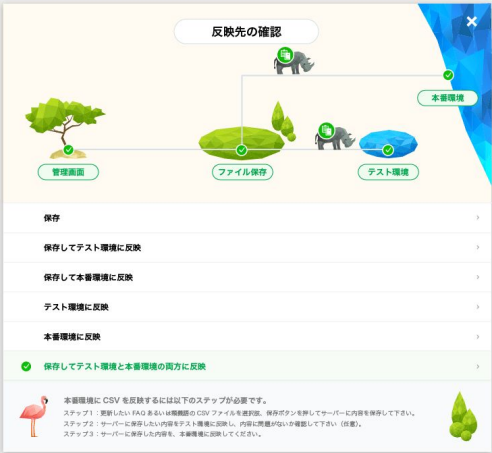 反映先の確認
本番環境
管理画面
ファイル保存
テスト環境
保存
保存してテスト環境に反映
保存して本番環境に反映
テスト環境に反映
本番環境に反映
保存してテスト環境と本番環境の両方に反映
本番環境に CSV を反映するには以下のステップが必要です。
ステップ1：更新したい FAQ あるいは類義語の CSV ファイルを選択後、保存ボタンを押してサーバーに内容を保存して下さい。
ステップ2：サーバーに保存したい内容をテスト環境に反映し、内容に問題がないか確認して下さい（任意）。
ステップ3：サーバーに保存した内容を、本番環境に反映してください。